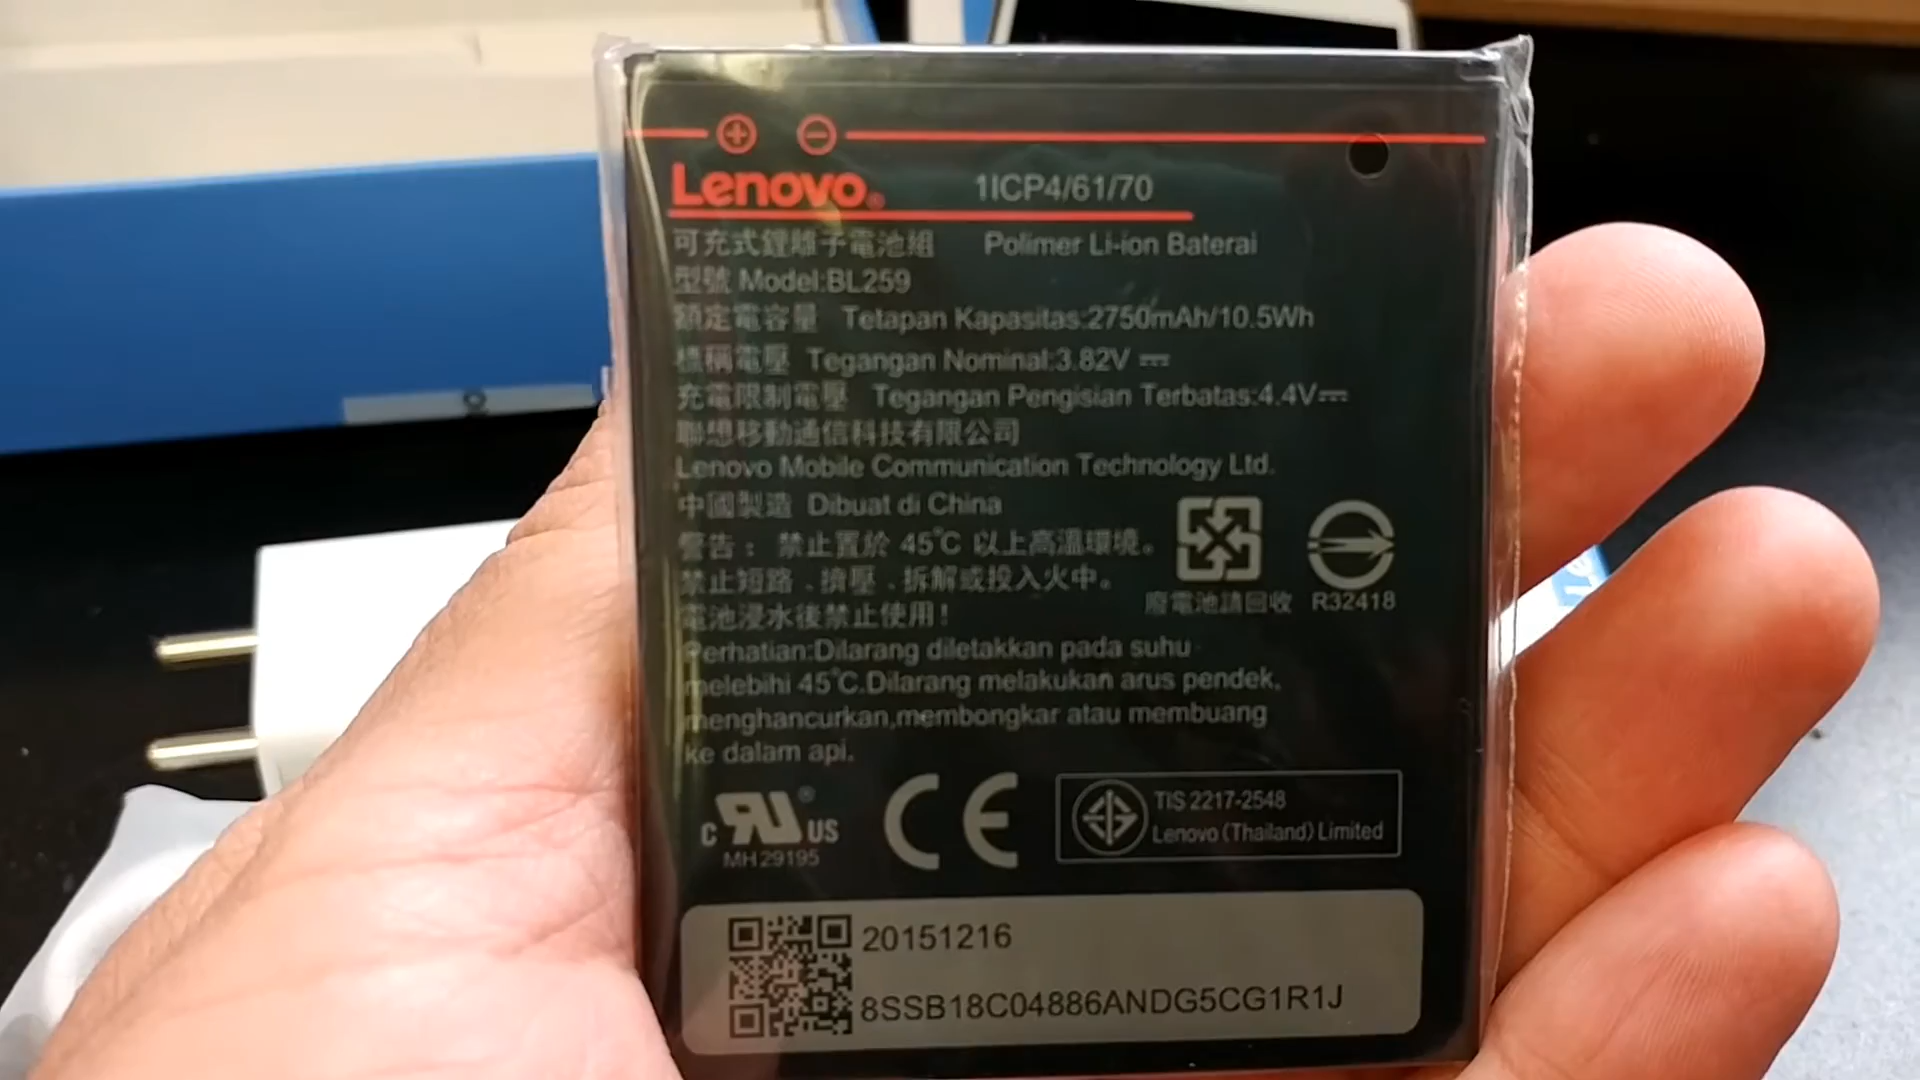 Lenovo® 1ICP4/61/70
可充式鋰離子電池組 Polimer Li-ion Baterai
型號 Model:BL259
額定電容量 Tetapan Kapasitas:2750mAh/10.5Wh
標稱電壓 Tegangan Nominal:3.82V
充電限制電壓 Tegangan Pengisian Terbatas:4.4V
聯想移動通信科技有限公司
Lenovo Mobile Communication Technology Ltd.
中國製造 Dibuat di China
警告：禁止置於 45℃ 以上高溫環境。
禁止短路、擠壓、拆解或投入火中。
電池浸水後禁止使用！
廢電池請回收 R32418
Perhatian:Dilarang diletakkan pada suhu
melebihi 45℃.Dilarang melakukan arus pendek,
menghancurkan,membongkar atau membuang
ke dalam api.
C RU® US
MH29195
CE
TIS 2217-2548
Lenovo (Thailand) Limited
20151216
8SSB18C04886ANDG5CG1R1J